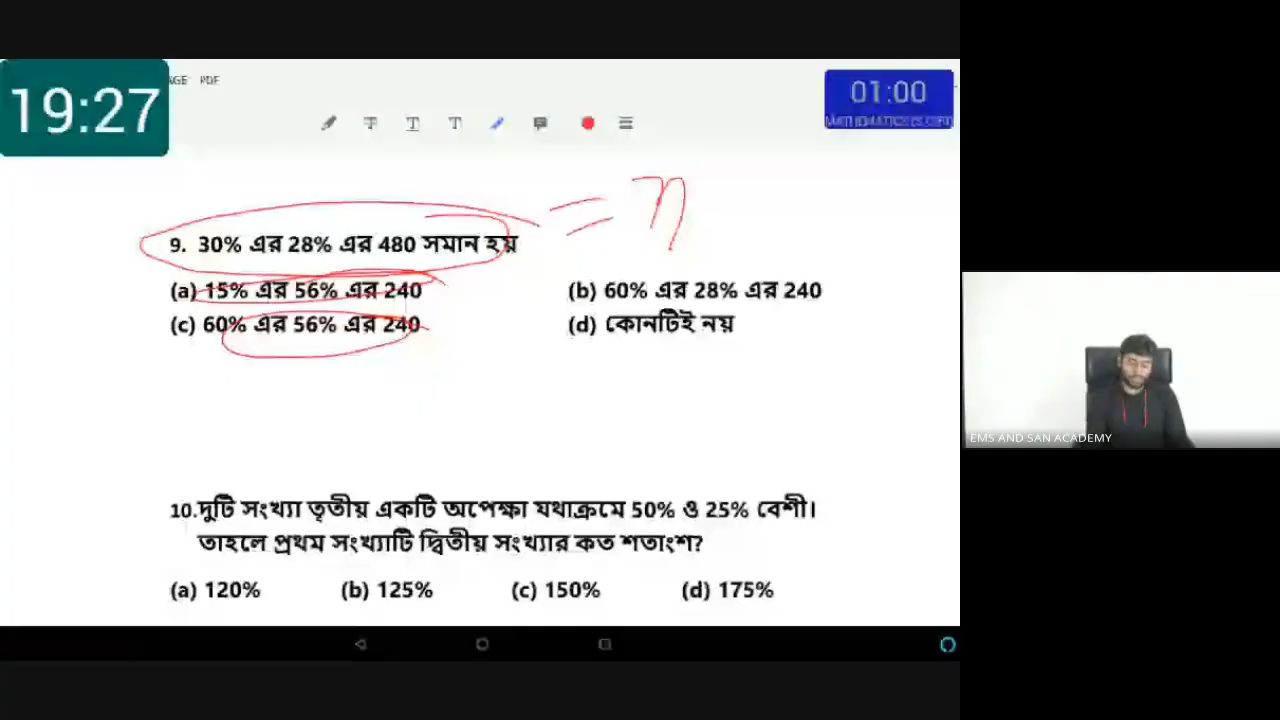 PDF
19:27
01:00
= n
9. 30% এর 28% এর 480 সমান হয়
(a) 15% এর 56% এর 240 (b) 60% এর 28% এর 240
(c) 60% এর 56% এর 240 (d) কোনটিই নয়
EMS AND SAN ACADEMY
10.দুটি সংখ্যা তৃতীয় একটি অপেক্ষা যথাক্রমে 50% ও 25% বেশী।
তাহলে প্রথম সংখ্যাটি দ্বিতীয় সংখ্যার কত শতাংশ?
(a) 120% (b) 125% (c) 150% (d) 175%